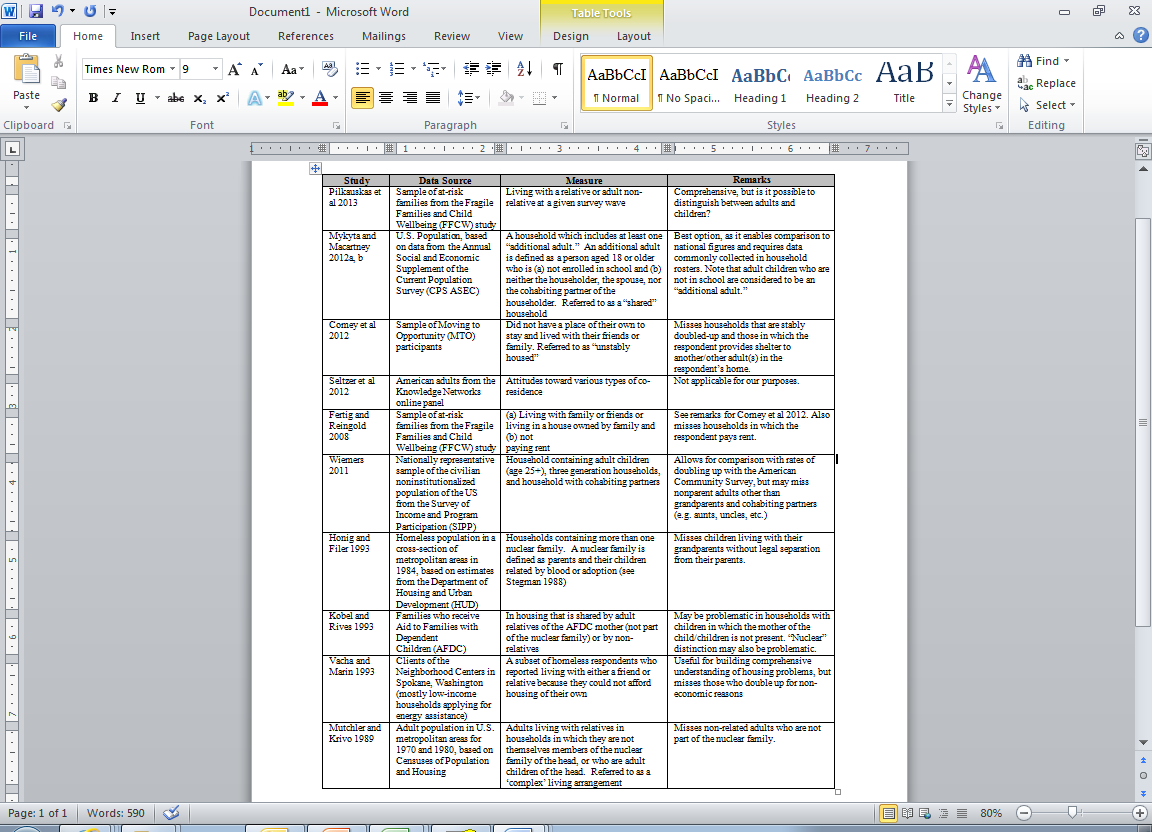 Document1 - Microsoft Word
Table Tools
File Home Insert Page Layout References Mailings Review View Design Layout
Times New Rom 9
Paste
B I U abc x₂ x² A ab A
AaBbCcI AaBbCcI AaBbC AaBbCc AaB
¶ Normal ¶ No Spaci... Heading 1 Heading 2 Title
Change
Styles
Find
Replace
Select
Clipboard Font Paragraph Styles Editing
1 2 3 4 5 6 7
Study Data Source Measure Remarks
Pilkauskas et
al 2013
Sample of at-risk
families from the Fragile
Families and Child
Wellbeing (FFCW) study
Living with a relative or adult non-
relative at a given survey wave
Comprehensive, but is it possible to
distinguish between adults and
children?
Mykyta and
Macartney
2012a, b
U.S. Population, based
on data from the Annual
Social and Economic
Supplement of the
Current Population
Survey (CPS ASEC)
A household which includes at least one
“additional adult.” An additional adult
is defined as a person aged 18 or older
who is (a) not enrolled in school and (b)
neither the householder, the spouse, nor
the cohabiting partner of the
householder. Referred to as a “shared”
household
Best option, as it enables comparison to
national figures and requires data
commonly collected in household
rosters. Note that adult children who are
not in school are considered to be an
“additional adult.”
Comey et al
2012
Sample of Moving to
Opportunity (MTO)
participants
Did not have a place of their own to
stay and lived with their friends or
family. Referred to as “unstably
housed”
Misses households that are stably
doubled-up and those in which the
respondent provides shelter to
another/other adult(s) in the
respondent’s home.
Seltzer et al
2012
American adults from the
Knowledge Networks
online panel
Attitudes toward various types of co-
residence
Not applicable for our purposes.
Fertig and
Reingold
2008
Sample of at-risk
families from the Fragile
Families and Child
Wellbeing (FFCW) study
(a) Living with family or friends or
living in a house owned by family and
(b) not
paying rent
See remarks for Comey et al 2012. Also
misses households in which the
respondent pays rent.
Wiemers
2011
Nationally representative
sample of the civilian
noninstitutionalized
population of the US
from the Survey of
Income and Program
Participation (SIPP)
Household containing adult children
(age 25+), three generation households,
and household with cohabiting partners
Allows for comparison with rates of
doubling up with the American
Community Survey, but may miss
nonparent adults other than
grandparents and cohabiting partners
(e.g. aunts, uncles, etc.)
Honig and
Filer 1993
Homeless population in a
cross-section of
metropolitan areas in
1984, based on estimates
from the Department of
Housing and Urban
Development (HUD)
Households containing more than one
nuclear family. A nuclear family is
defined as parents and their children
related by blood or adoption (see
Stegman 1988)
Misses children living with their
grandparents without legal separation
from their parents.
Kobel and
Rives 1993
Families who receive
Aid to Families with
Dependent
Children (AFDC)
In housing that is shared by adult
relatives of the AFDC mother (not part
of the nuclear family) or by non-
relatives
May be problematic in households with
children in which the mother of the
child/children is not present. “Nuclear”
distinction may also be problematic.
Vacha and
Marin 1993
Clients of the
Neighborhood Centers in
Spokane, Washington
(mostly low-income
households applying for
energy assistance)
A subset of homeless respondents who
reported living with either a friend or
relative because they could not afford
housing of their own
Useful for building comprehensive
understanding of housing problems, but
misses those who double up for non-
economic reasons
Mutchler and
Krivo 1989
Adult population in U.S.
metropolitan areas for
1970 and 1980, based on
Censuses of Population
and Housing
Adults living with relatives in
households in which they are not
themselves members of the nuclear
family of the head, or who are adult
children of the head. Referred to as a
‘complex’ living arrangement
Misses non-related adults who are not
part of the nuclear family.
Page: 1 of 1 Words: 590 80%